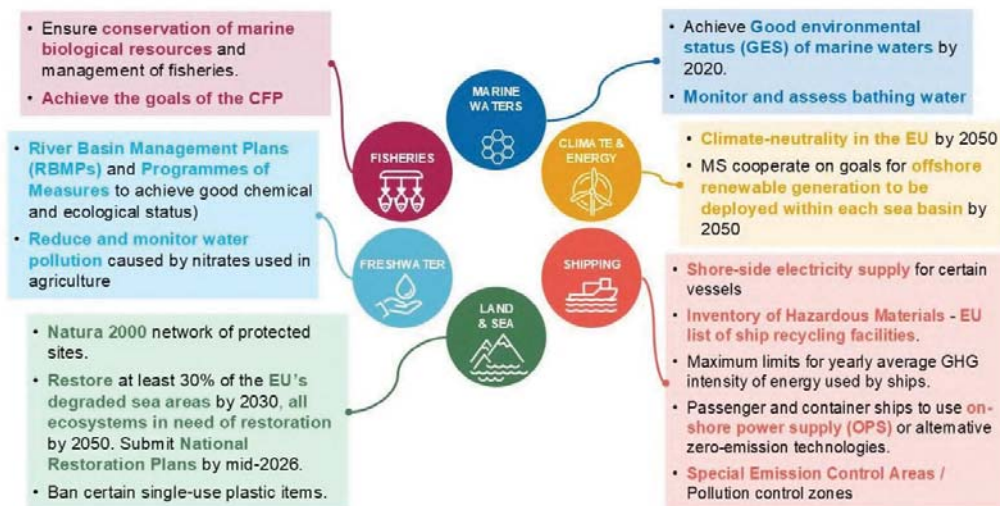 • Ensure conservation of marine
biological resources and
management of fisheries.
• Achieve the goals of the CFP
• River Basin Management Plans
(RBMPs) and Programmes of
Measures to achieve good chemical
and ecological status)
• Reduce and monitor water
pollution caused by nitrates used in
agriculture
• Natura 2000 network of protected
sites.
• Restore at least 30% of the EU's
degraded sea areas by 2030, all
ecosystems in need of restoration
by 2050. Submit National
Restoration Plans by mid-2026.
• Ban certain single-use plastic items.
MARINE
WATERS
FISHERIES
CLIMATE &
ENERGY
FRESHWATER
SHIPPING
LAND
& SEA
• Achieve Good environmental
status (GES) of marine waters by
2020.
• Monitor and assess bathing water
• Climate-neutrality in the EU by 2050
• MS cooperate on goals for offshore
renewable generation to be
deployed within each sea basin by
2050
• Shore-side electricity supply for certain
vessels
• Inventory of Hazardous Materials - EU
list of ship recycling facilities.
• Maximum limits for yearly average GHG
intensity of energy used by ships.
• Passenger and container ships to use on-
shore power supply (OPS) or alternative
zero-emission technologies.
• Special Emission Control Areas /
Pollution control zones